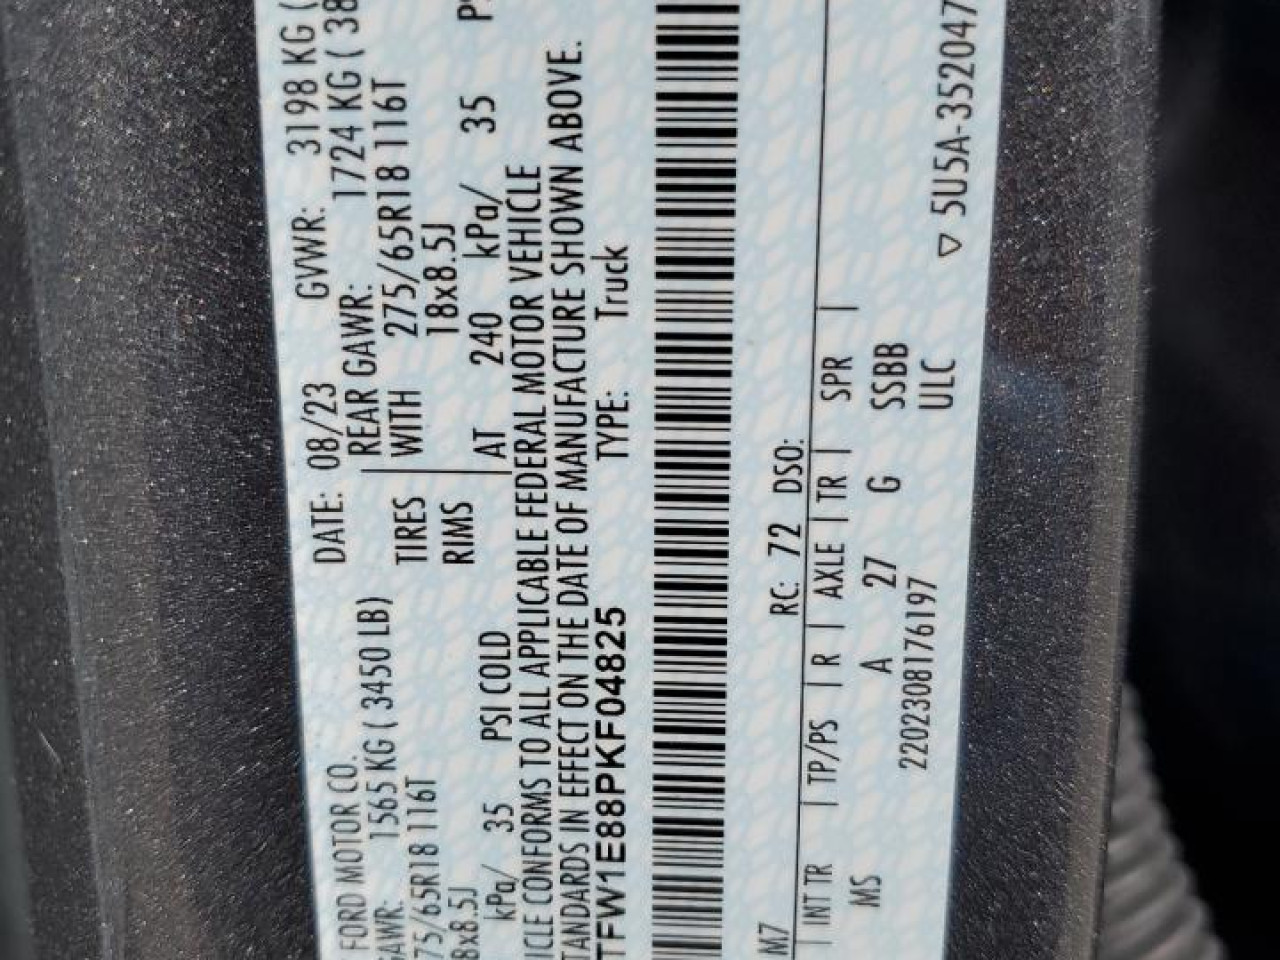 FORD MOTOR CO. DATE: 08/23 GVWR: 3198 KG (
GAWR: 1565 KG ( 3450 LB) REAR GAWR: 1724 KG ( 38
75/65R18 116T TIRES WITH 275/65R18 116T
8x8.5J RIMS 18x8.5J
kPa/ 35 PSI COLD AT 240 kPa/ 35 PS
ICLE CONFORMS TO ALL APPLICABLE FEDERAL MOTOR VEHICLE
TANDARDS IN EFFECT ON THE DATE OF MANUFACTURE SHOWN ABOVE.
TFW1E88PKF04825 TYPE: Truck
M7 RC: 72 DSO:
INT TR | TP/PS | R | AXLE | TR | SPR |
MS A 27 G SSBB
2202308176197 ULC ▽ 5U5A-352047